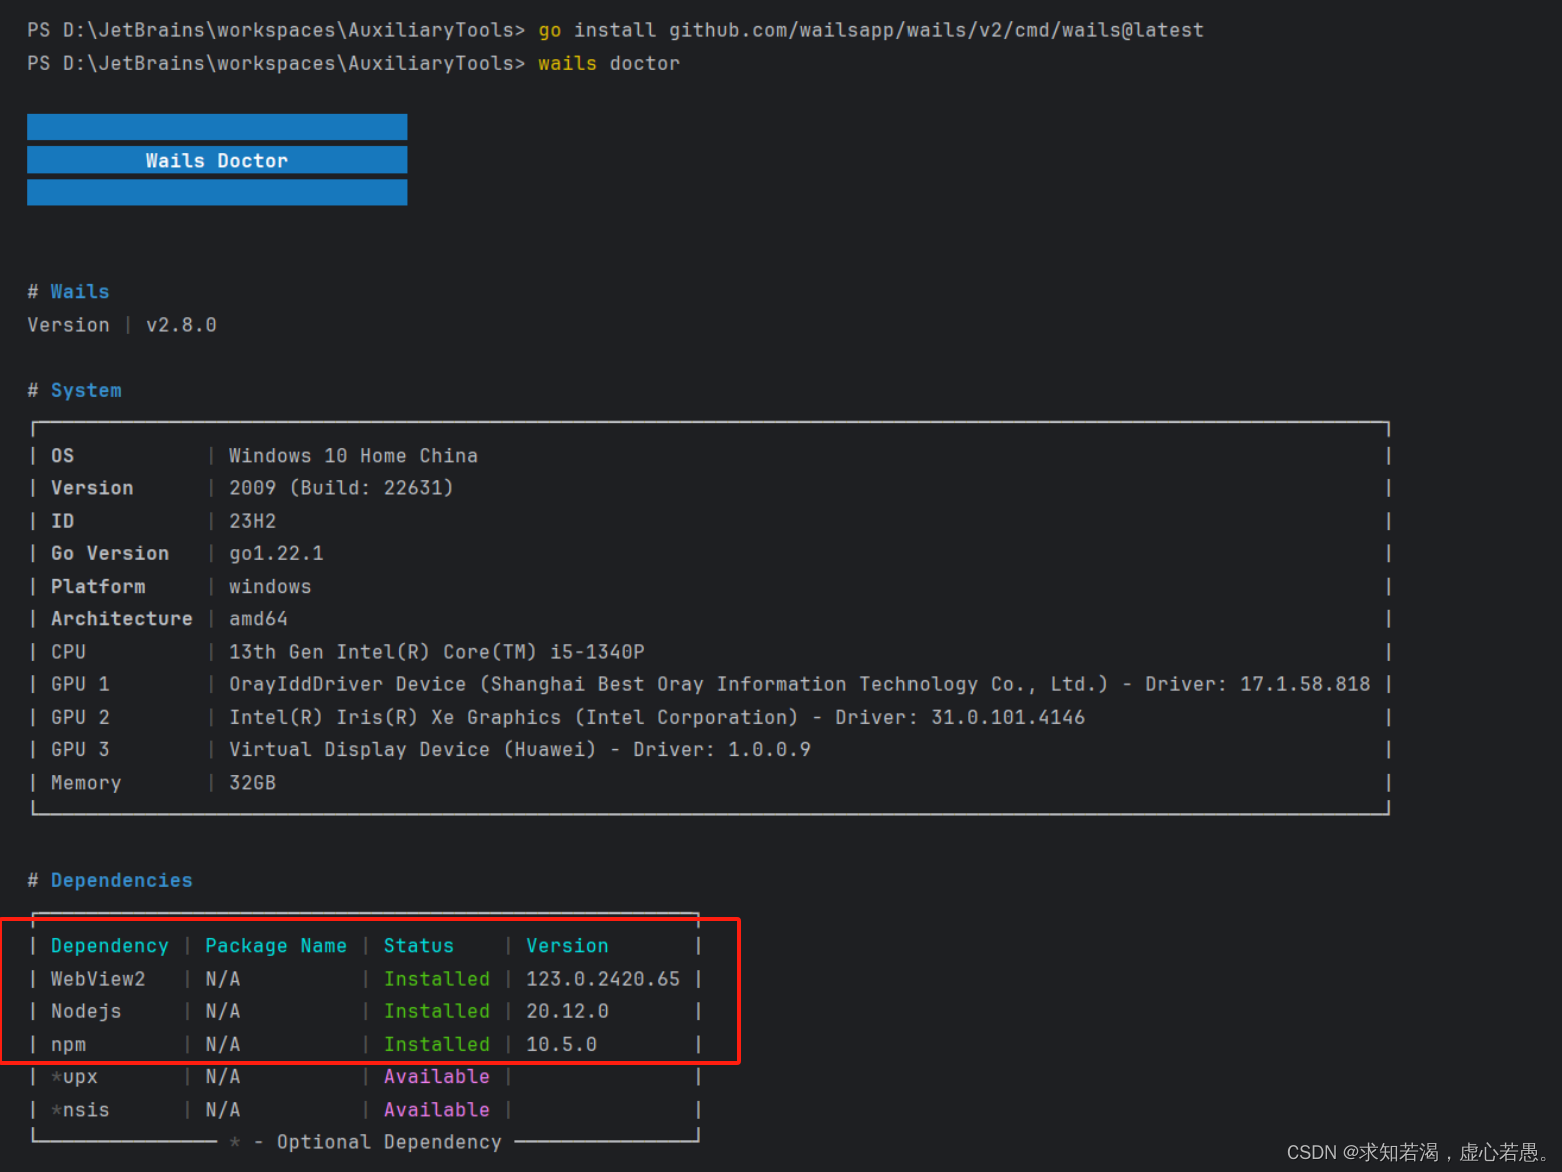 PS D:\JetBrains\workspaces\AuxiliaryTools> go install github.com/wailsapp/wails/v2/cmd/wails@latest
PS D:\JetBrains\workspaces\AuxiliaryTools> wails doctor
Wails Doctor
# Wails
Version | v2.8.0
# System
| OS | Windows 10 Home China |
| Version | 2009 (Build: 22631) |
| ID | 23H2 |
| Go Version | go1.22.1 |
| Platform | windows |
| Architecture | amd64 |
| CPU | 13th Gen Intel(R) Core(TM) i5-1340P |
| GPU 1 | OrayIddDriver Device (Shanghai Best Oray Information Technology Co., Ltd.) - Driver: 17.1.58.818 |
| GPU 2 | Intel(R) Iris(R) Xe Graphics (Intel Corporation) - Driver: 31.0.101.4146 |
| GPU 3 | Virtual Display Device (Huawei) - Driver: 1.0.0.9 |
| Memory | 32GB |
# Dependencies
| Dependency | Package Name | Status | Version |
| WebView2 | N/A | Installed | 123.0.2420.65 |
| Nodejs | N/A | Installed | 20.12.0 |
| npm | N/A | Installed | 10.5.0 |
| *upx | N/A | Available | |
| *nsis | N/A | Available | |
* - Optional Dependency
CSDN @求知若渴，虚心若愚。